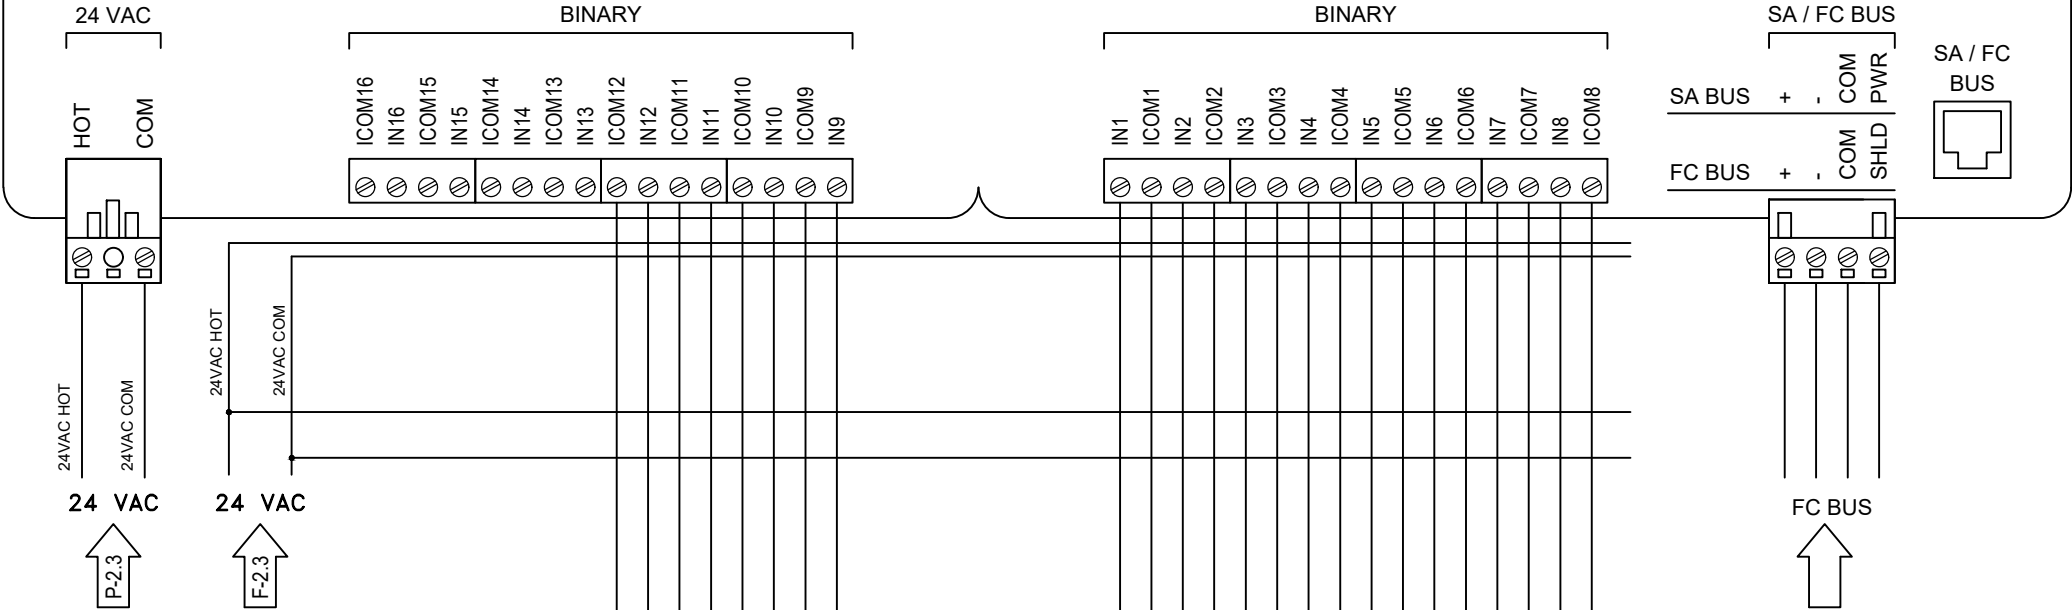 24 VAC
BINARY
BINARY
SA / FC BUS
SA / FC
BUS
HOT
COM
ICOM16
IN16
ICOM15
IN15
ICOM14
IN14
ICOM13
IN13
ICOM12
IN12
ICOM11
IN11
ICOM10
IN10
ICOM9
IN9
IN1
ICOM1
IN2
ICOM2
IN3
ICOM3
IN4
ICOM4
IN5
ICOM5
IN6
ICOM6
IN7
ICOM7
IN8
ICOM8
SA BUS + - COM PWR
FC BUS + - COM SHLD
24VAC HOT
24VAC COM
24VAC HOT
24VAC COM
24 VAC
24 VAC
FC BUS
P-2.3
F-2.3